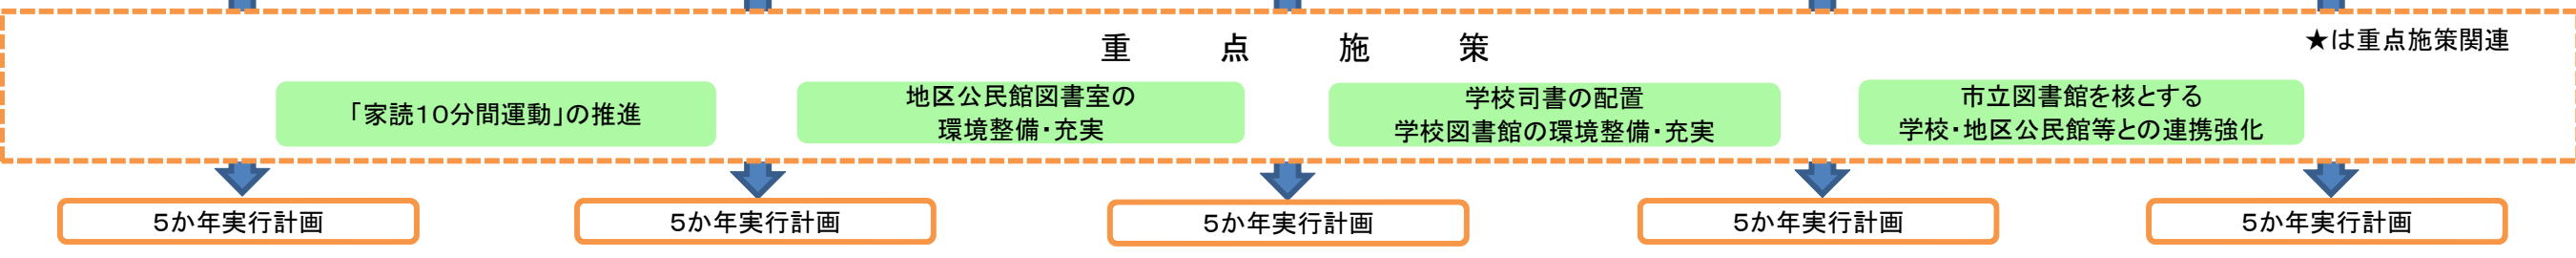 重点施策
★は重点施策関連
「家読１０分間運動」の推進
地区公民館図書室の
環境整備・充実
学校司書の配置
学校図書館の環境整備・充実
市立図書館を核とする
学校・地区公民館等との連携強化
５か年実行計画
５か年実行計画
５か年実行計画
５か年実行計画
５か年実行計画